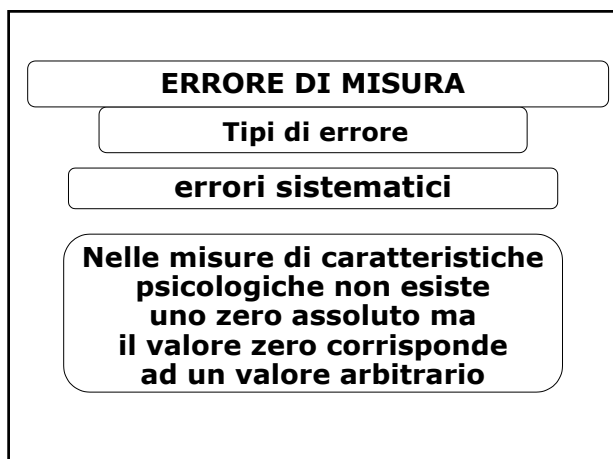 ERRORE DI MISURA
Tipi di errore
errori sistematici
Nelle misure di caratteristiche
psicologiche non esiste
uno zero assoluto ma
il valore zero corrisponde
ad un valore arbitrario